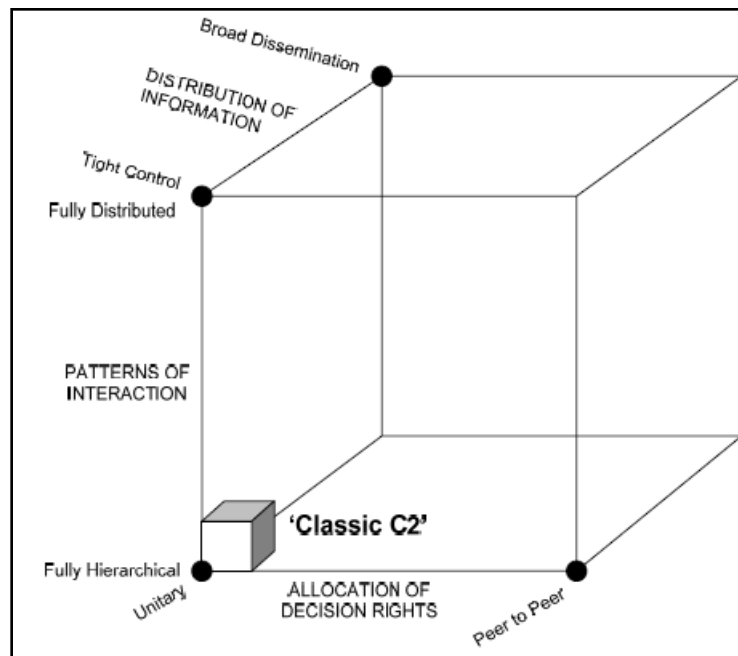 Broad Dissemination
DISTRIBUTION OF
INFORMATION
Tight Control
Fully Distributed
PATTERNS OF
INTERACTION
'Classic C2'
Fully Hierarchical
Unitary
ALLOCATION OF
DECISION RIGHTS
Peer to Peer